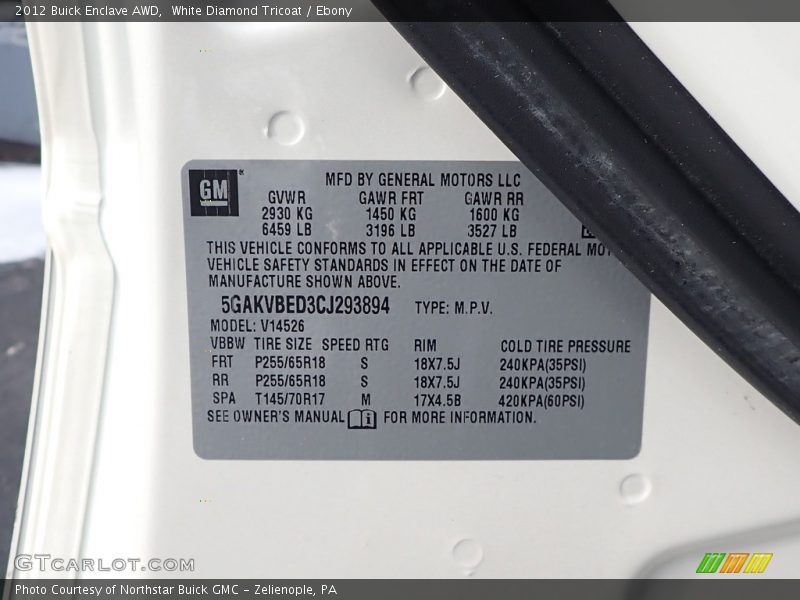 2012 Buick Enclave AWD,  White Diamond Tricoat / Ebony
GM® MFD BY GENERAL MOTORS LLC
GVWR GAWR FRT GAWR RR
2930 KG 1450 KG 1600 KG
6459 LB 3196 LB 3527 LB
THIS VEHICLE CONFORMS TO ALL APPLICABLE U.S. FEDERAL
VEHICLE SAFETY STANDARDS IN EFFECT ON THE DATE OF
MANUFACTURE SHOWN ABOVE.
5GAKVBED3CJ293894 TYPE: M.P.V.
MODEL: V14526
VBBW TIRE SIZE SPEED RTG RIM COLD TIRE PRESSURE
FRT P255/65R18 S 18X7.5J 240KPA(35PSI)
RR P255/65R18 S 18X7.5J 240KPA(35PSI)
SPA T145/70R17 M 17X4.5B 420KPA(60PSI)
SEE OWNER'S MANUAL i FOR MORE INFORMATION.
GTCARLOT.COM
Photo Courtesy of Northstar Buick GMC - Zelienople, PA